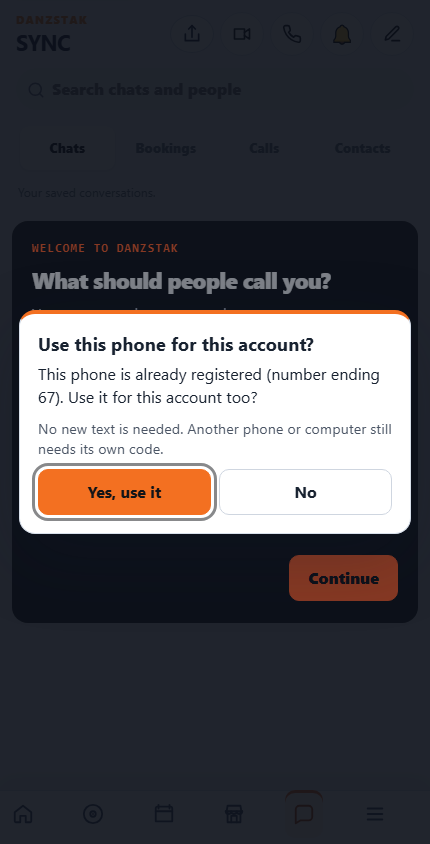 DANZSTAK
SYNC
Search chats and people
Chats
Bookings
Calls
Contacts
Your saved conversations.
WELCOME TO DANZSTAK
What should people call you?
Use this phone for this account?
This phone is already registered (number ending
67). Use it for this account too?
No new text is needed. Another phone or computer still
needs its own code.
Yes, use it
No
Continue